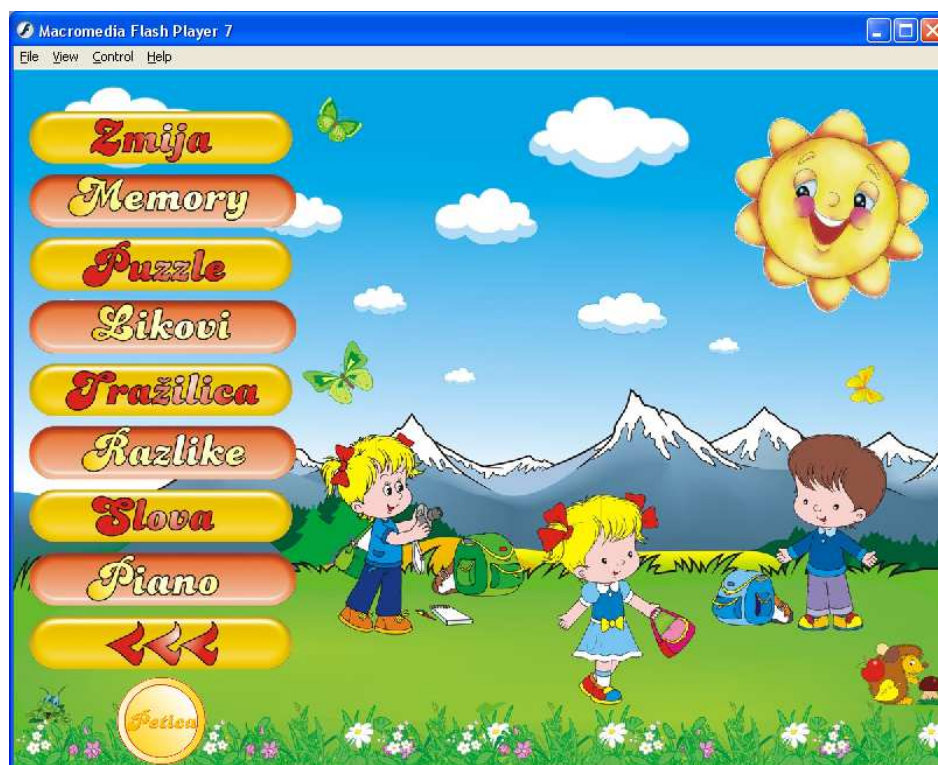 Macromedia Flash Player 7
File View Control Help
Zmija
Memory
Puzzle
Likovi
Tražilica
Razlike
Slova
Piano
Petica